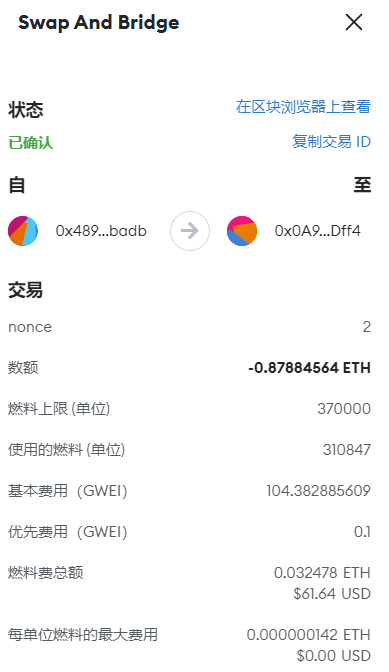 Swap And Bridge
状态 在区块浏览器上查看
已确认 复制交易 ID
自 至
0x489...badb 0x0A9...Dff4
交易
nonce 2
数额 -0.87884564 ETH
燃料上限 (单位) 370000
使用的燃料 (单位) 310847
基本费用（GWEI） 104.382885609
优先费用（GWEI） 0.1
燃料费总额 0.032478 ETH
$61.64 USD
每单位燃料的最大费用 0.000000142 ETH
$0.00 USD